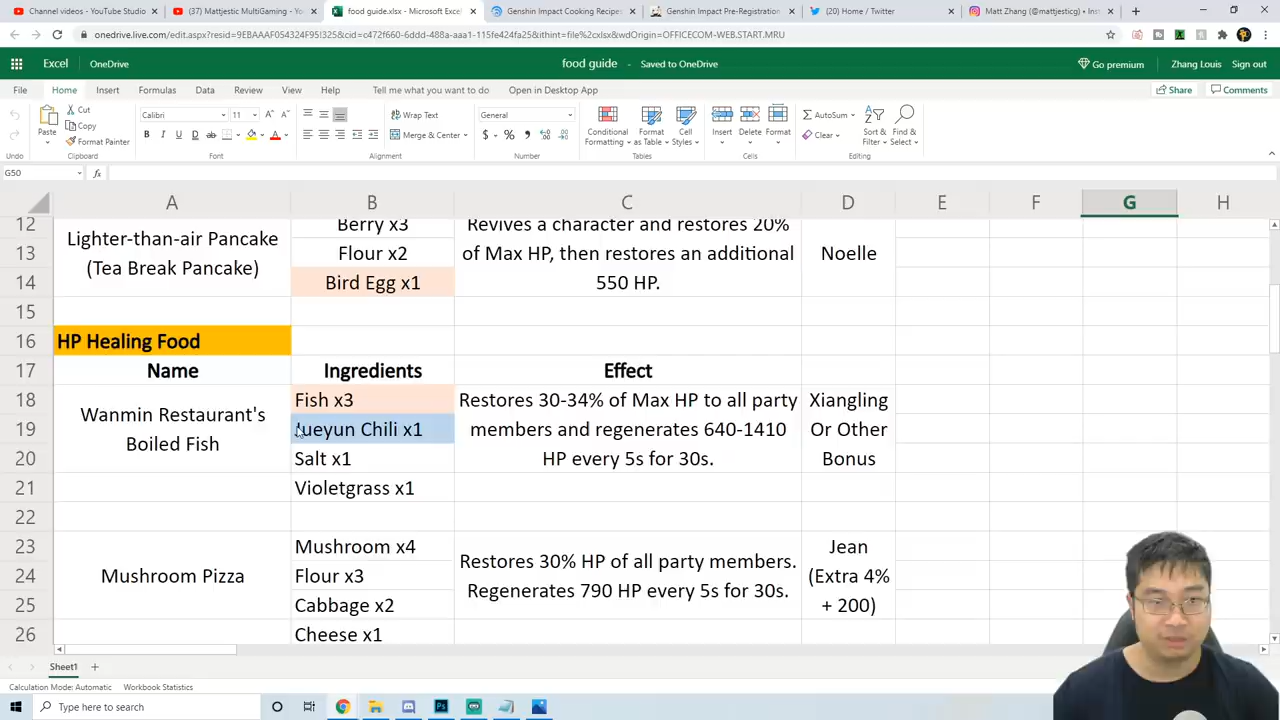 Channel videos - YouTube Studio
(37) Mattjestic MultiGaming - Yo
food guide.xlsx - Microsoft Excel
Genshin Impact Cooking Recipes
Genshin Impact Pre-Registration
(20) Home / Twitter
Matt Zhang (@mattjesticg) • Inst
onedrive.live.com/edit.aspx?resid=9EBAAAF054324F95!325&cid=c472f660-6ddd-488a-aaa1-115fe424fa15&ithint=file%2cxlsx&wdOrigin=OFFICECOM-WEB.START.MRU
Excel OneDrive food guide - Saved to OneDrive Go premium Zhang Louis Sign out
File Home Insert Formulas Data Review View Help Tell me what you want to do Open in Desktop App Share Comments
Paste Cut Copy Format Painter
Calibri 11 B I U D ab A
Wrap Text Merge & Center
General $ % 9
Conditional Formatting Format as Table Cell Styles
Insert Delete Format
AutoSum Clear Sort & Filter Find & Select
Undo Clipboard Font Alignment Number Tables Cells Editing
G50 fx
A B C D E F G H
12 Berry x3 Revives a character and restores 20%
Lighter-than-air Pancake
13 Flour x2 of Max HP, then restores an additional Noelle
(Tea Break Pancake)
14 Bird Egg x1 550 HP.
15
16 HP Healing Food
17 Name Ingredients Effect
18 Fish x3 Restores 30-34% of Max HP to all party Xiangling
Wanmin Restaurant's
19 Jueyun Chili x1 members and regenerates 640-1410 Or Other
Boiled Fish
20 Salt x1 HP every 5s for 30s. Bonus
21 Violetgrass x1
22
23 Mushroom x4 Jean
Restores 30% HP of all party members.
24 Mushroom Pizza Flour x3 (Extra 4%
Regenerates 790 HP every 5s for 30s.
25 Cabbage x2 + 200)
26 Cheese x1
Sheet1
Calculation Mode: Automatic Workbook Statistics
Type here to search